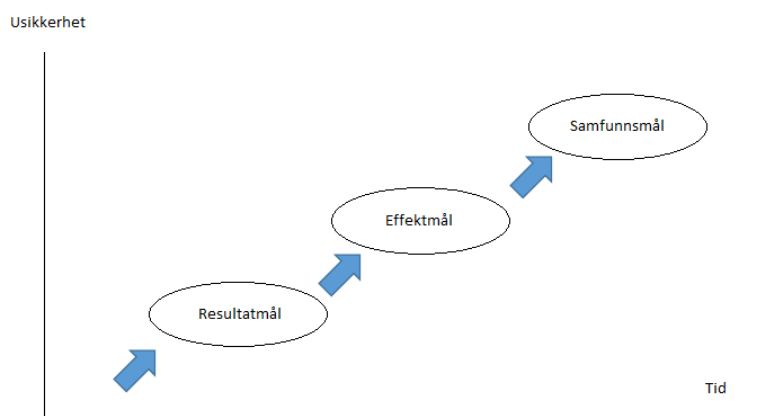 Usikkerhet
Samfunnsmål
Effektmål
Resultatmål
Tid